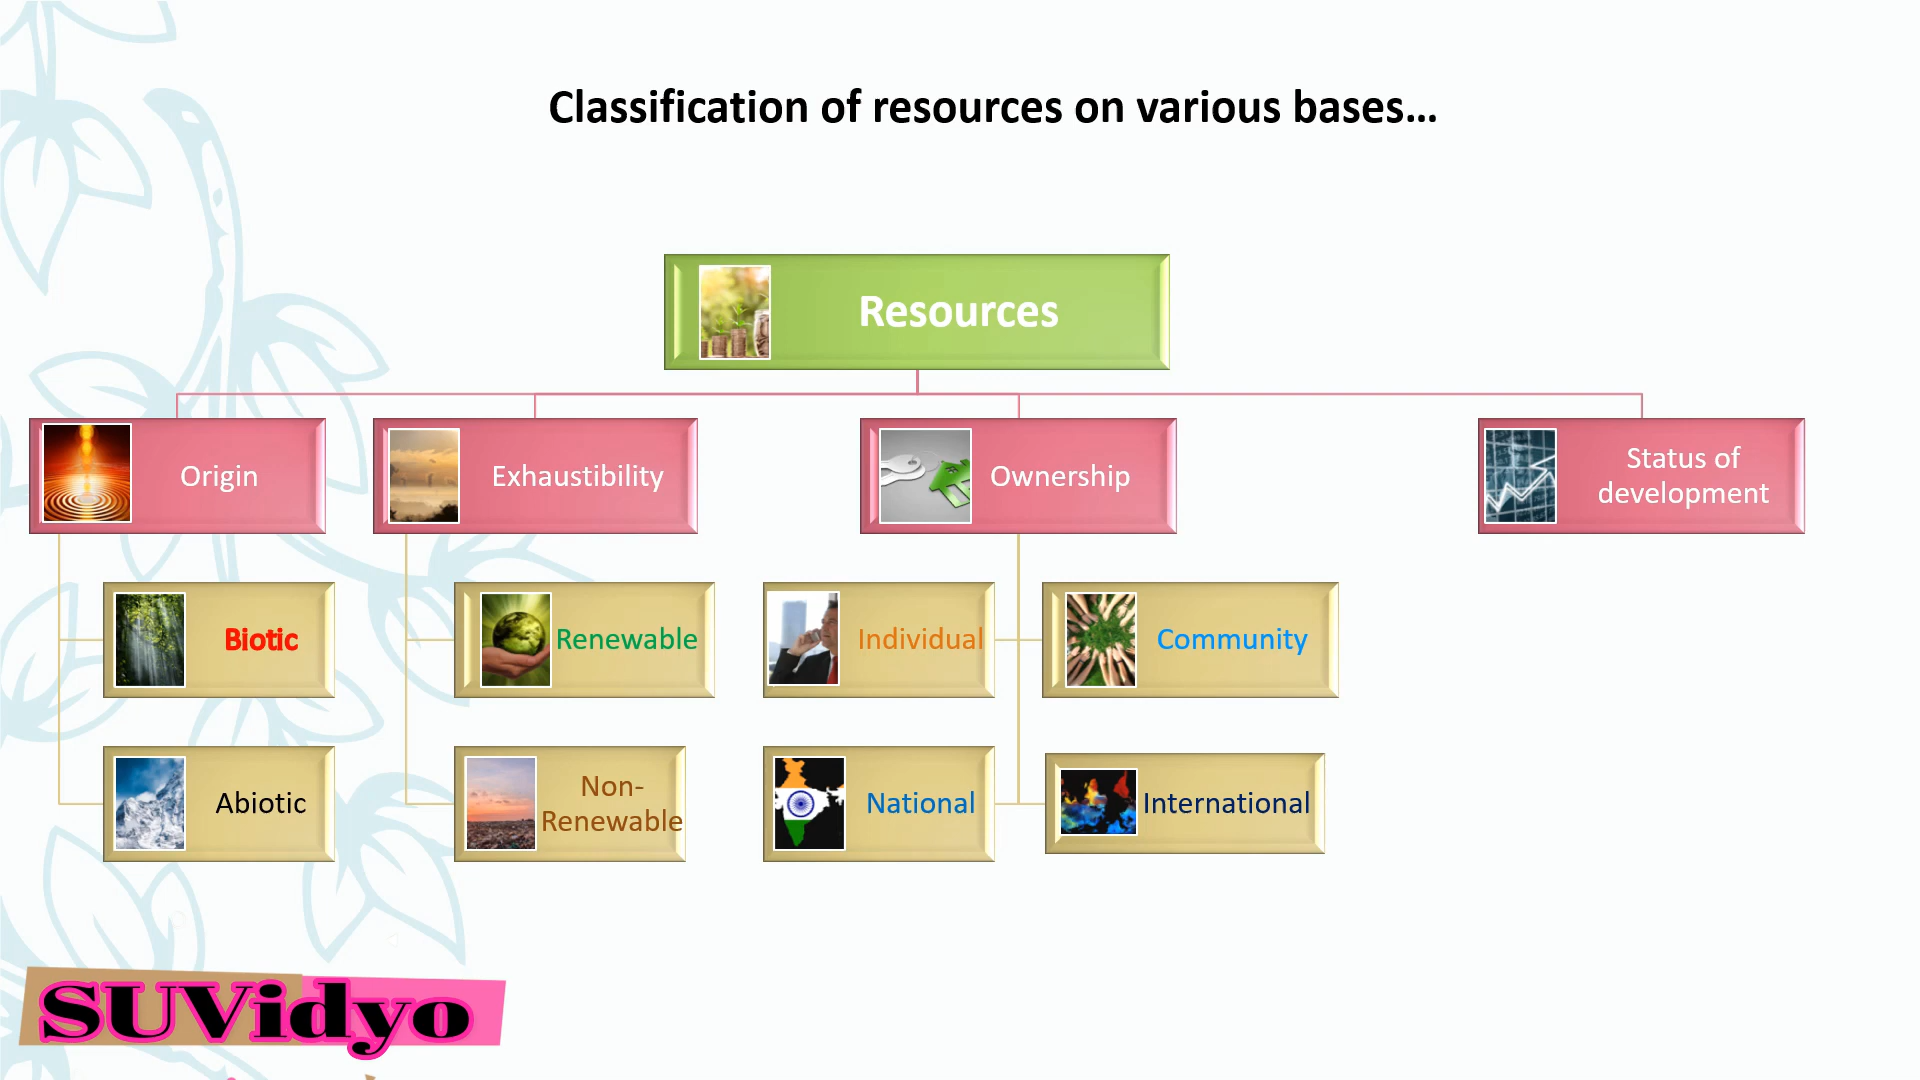 Classification of resources on various bases...
Resources
Origin
Exhaustibility
Ownership
Status of
development
Biotic
Renewable
Individual
Community
Abiotic
Non-
Renewable
National
International
SUVidyo